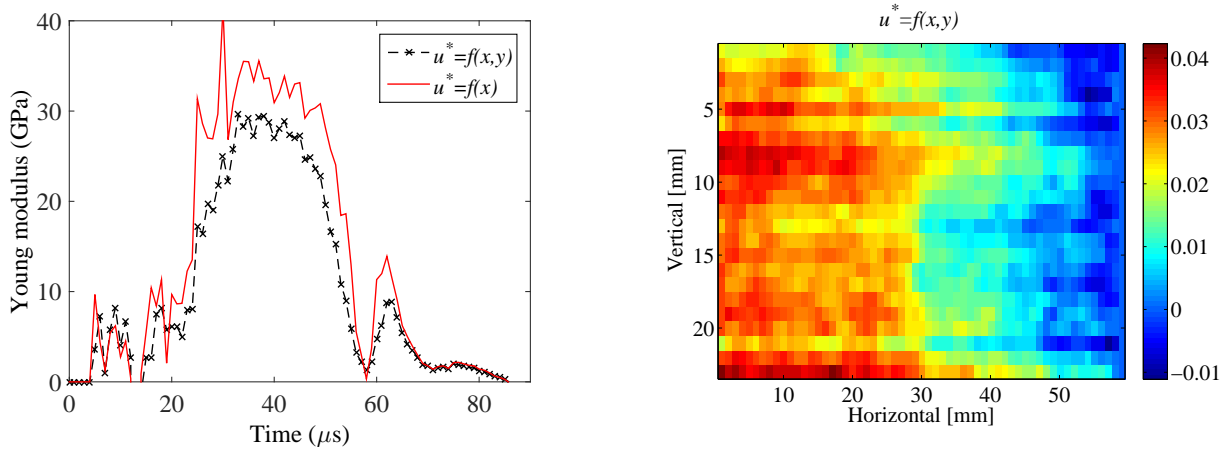 40
30
20
10
0
Young modulus (GPa)
0 20 40 60 80
Time (μs)
u*=f(x,y)
u*=f(x)
u*=f(x,y)
5
10
15
20
Vertical [mm]
10 20 30 40 50
Horizontal [mm]
0.04
0.03
0.02
0.01
0
−0.01